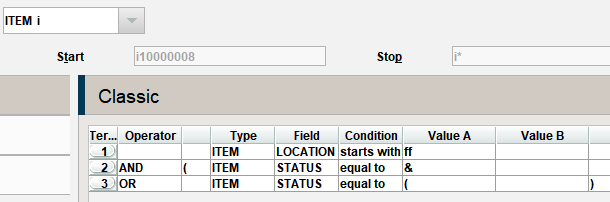 ITEM i
Start i10000008 Stop i*
Classic
Ter... Operator Type Field Condition Value A Value B
1 ITEM LOCATION starts with ff
2 AND ( ITEM STATUS equal to &
3 OR ITEM STATUS equal to ( )